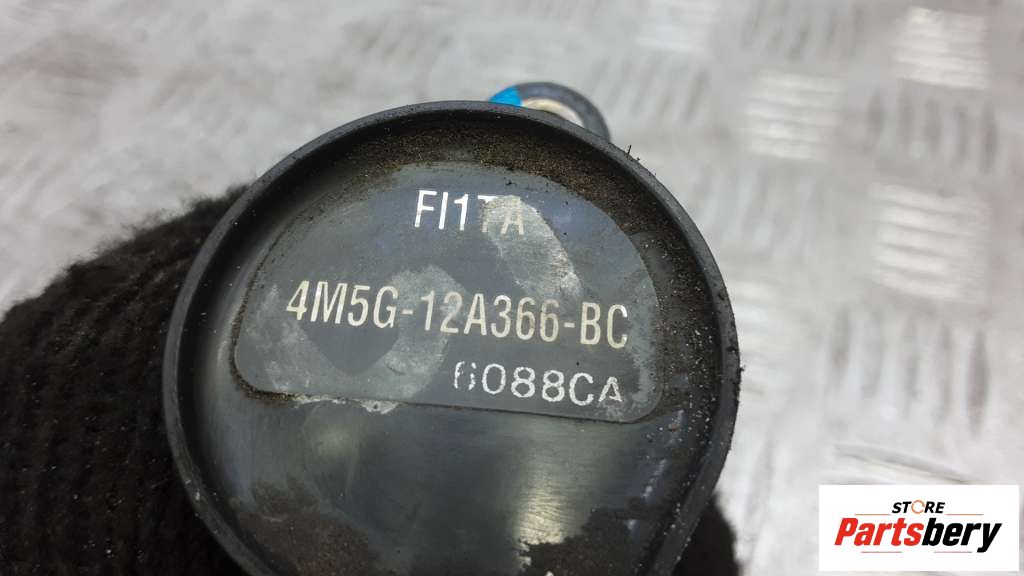 FI1TA
4M5G-12A366-BC
6088CA
STORE
Partsbery